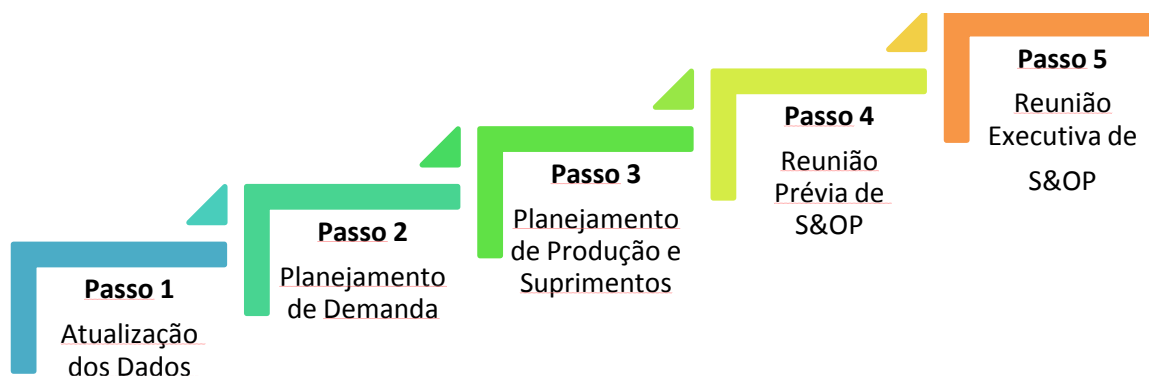 Passo 1
Atualização
dos Dados
Passo 2
Planejamento
de Demanda
Passo 3
Planejamento
de Produção e
Suprimentos
Passo 4
Reunião
Prévia de
S&OP
Passo 5
Reunião
Executiva de
S&OP